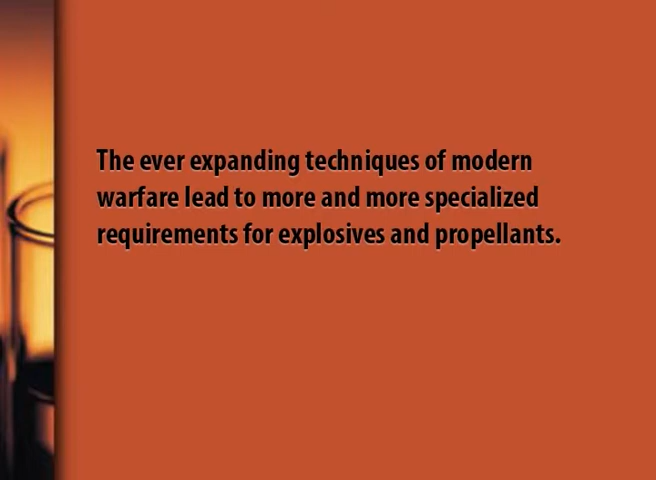 The ever expanding techniques of modern
warfare lead to more and more specialized
requirements for explosives and propellants.